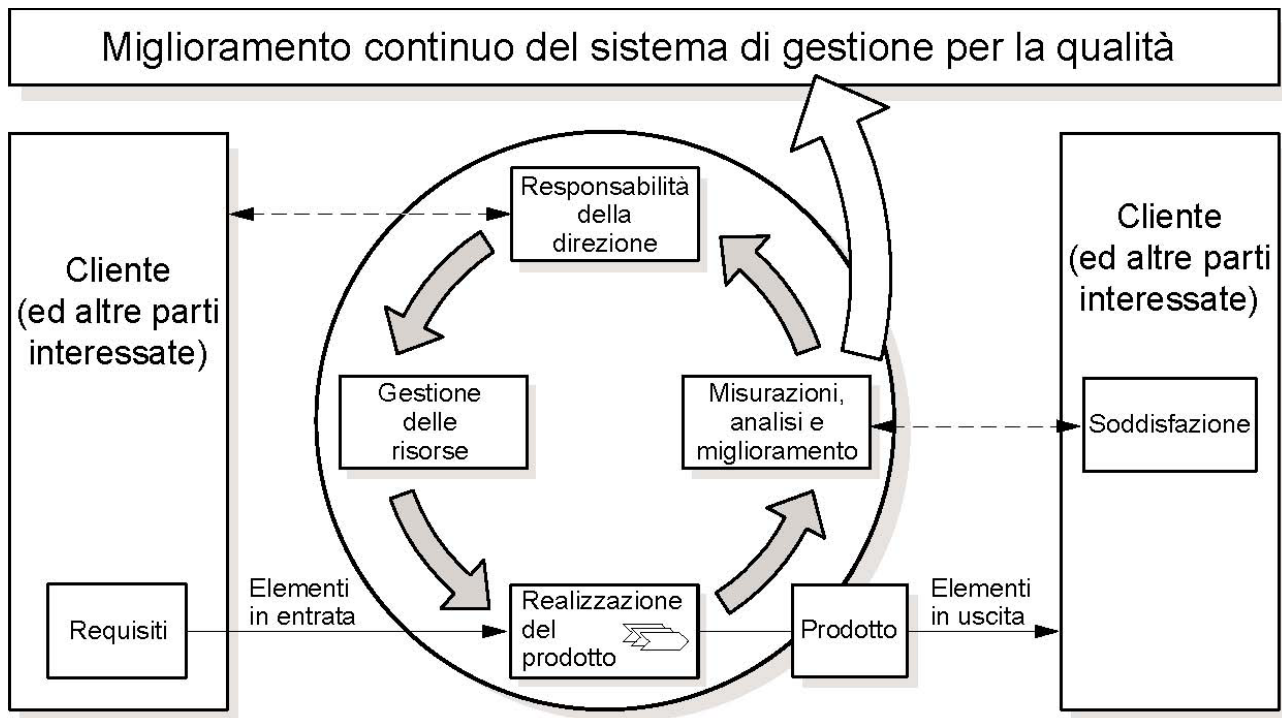 Miglioramento continuo del sistema di gestione per la qualità
Cliente
(ed altre parti
interessate)
Requisiti
Elementi
in entrata
Responsabilità
della
direzione
Gestione
delle
risorse
Misurazioni,
analisi e
miglioramento
Realizzazione
del
prodotto
Prodotto
Elementi
in uscita
Cliente
(ed altre parti
interessate)
Soddisfazione